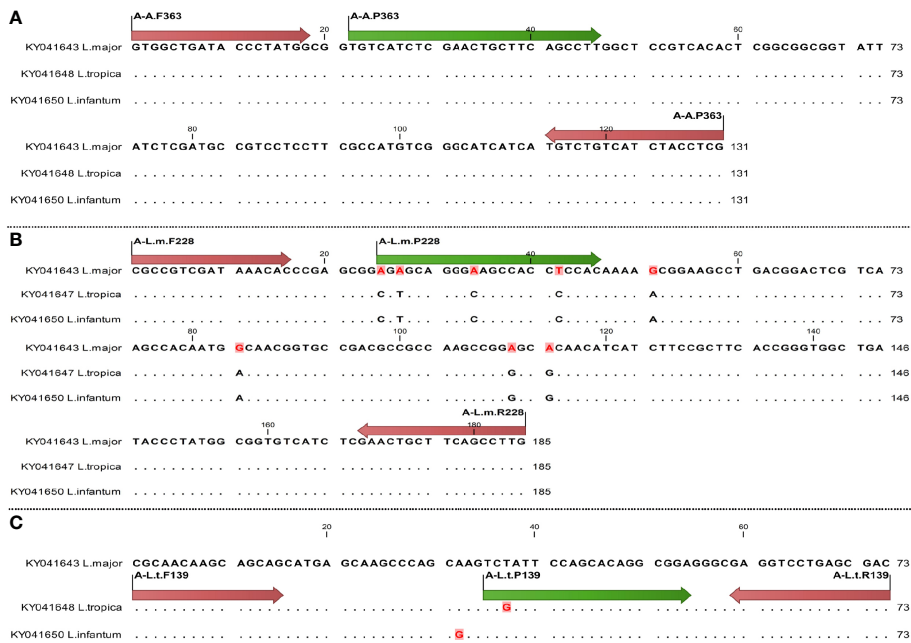 A
A-A.F363 20 A-A.P363 40 60
KY041643 L.major GTGGCTGATA CCCTATGGCG GTGTCATCTC GAACTGCTTC AGCCTTGGCT CCGTCACACT CGGCGGCGGT ATT 73
KY041648 L.tropica .......... .......... .......... .......... .......... .......... .......... ... 73
KY041650 L.infantum .......... .......... .......... .......... .......... .......... .......... ... 73
80 100 120 A-A.P363
KY041643 L.major ATCTCGATGC CGTCCTCCTT CGCCATGTCG GGCATCATCA TGTCTGTCAT CTACCTCG 131
KY041648 L.tropica .......... .......... .......... .......... .......... ........ 131
KY041650 L.infantum .......... .......... .......... .......... .......... ........ 131
B
A-L.m.F228 20 A-L.m.P228 40 60
KY041643 L.major CGCCGTCGAT AAACACCCGA GCGGAGAGCA GGGAAGCCAC CTCCACAAAA GCGGAAGCCT GACGGACTCG TCA 73
KY041647 L.tropica .......... .......... ....C.T... ...C...... .C........ A......... .......... ... 73
KY041650 L.infantum .......... .......... ....C.T... ...C...... .C........ A......... .......... ... 73
80 100 120 140
KY041643 L.major AGCCACAATG GCAACGGTGC CGACGCCGCC AAGCCGGAGC ACAACATCAT CTTCCGCTTC ACCGGGTGGC TGA 146
KY041647 L.tropica .......... A......... .......... .......G.. G......... .......... .......... ... 146
KY041650 L.infantum .......... A......... .......... .......G.. G......... .......... .......... ... 146
160 180 A-L.m.R228
KY041643 L.major TACCCTATGG CGGTGTCATC TCGAACTGCT TCAGCCTTG 185
KY041647 L.tropica .......... .......... .......... ......... 185
KY041650 L.infantum .......... .......... .......... ......... 185
C
20 40 60
KY041643 L.major CGCAACAAGC AGCAGCATGA GCAAGCCCAG CAAGTCTATT CCAGCACAGG CGGAGGGCGA GGTCCTGAGC GAC 73
A-L.t.F139 A-L.t.P139 A-L.t.R139
KY041648 L.tropica .......... .......... .......... ......G... .......... .......... .......... ... 73
KY041650 L.infantum .......... .......... .......... .G........ .......... .......... .......... ... 73